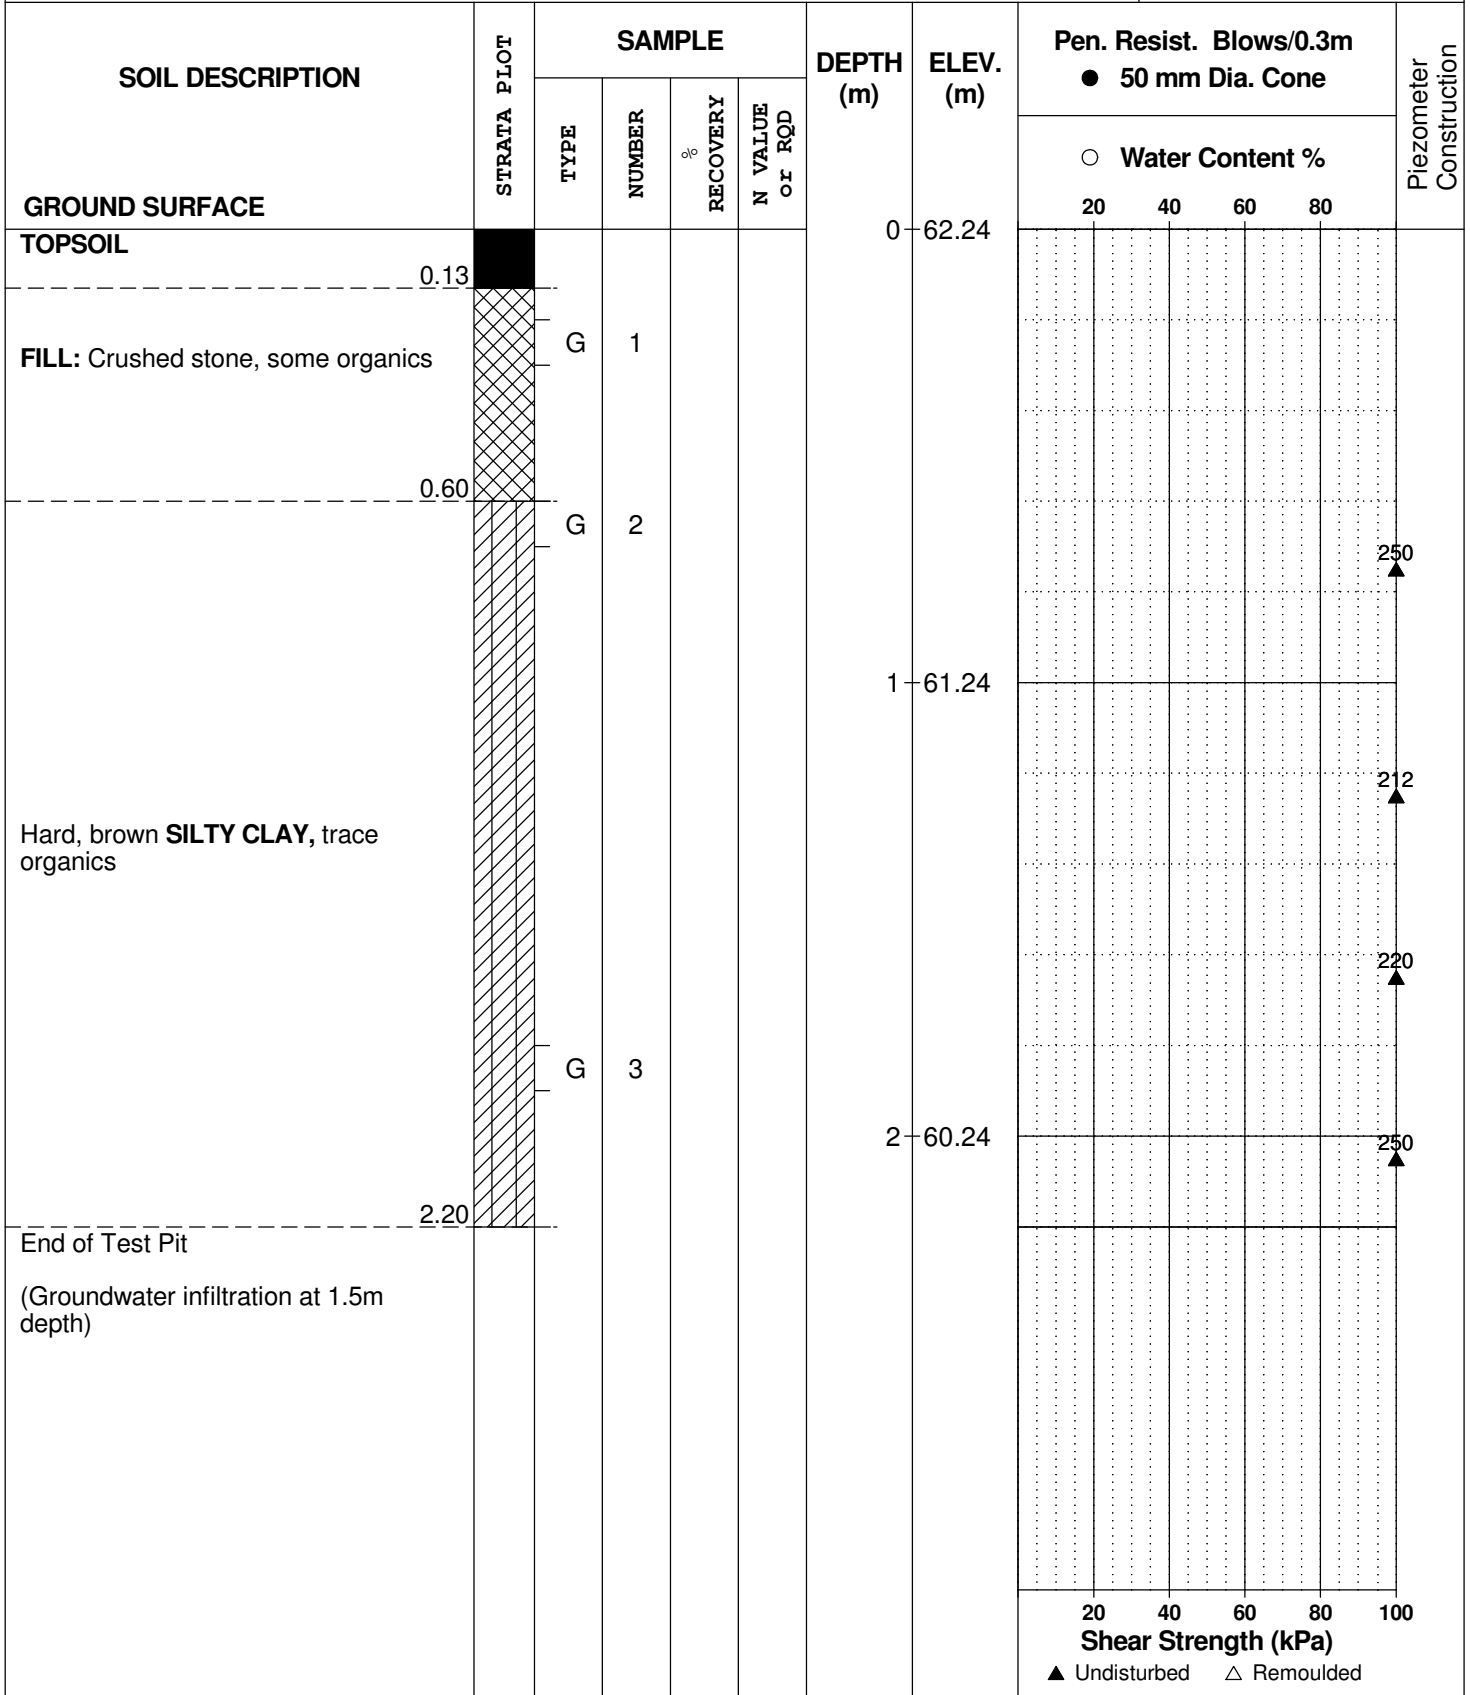 SOIL DESCRIPTION
GROUND SURFACE
STRATA PLOT
SAMPLE
TYPE
NUMBER
%
RECOVERY
N VALUE
or RQD
DEPTH
(m)
ELEV.
(m)
Pen. Resist. Blows/0.3m
● 50 mm Dia. Cone
○ Water Content %
20 40 60 80
Piezometer
Construction
0 62.24
TOPSOIL
0.13
G 1
FILL: Crushed stone, some organics
0.60
G 2
250
1 61.24
212
Hard, brown SILTY CLAY, trace
organics
220
G 3
2 60.24
250
2.20
End of Test Pit
(Groundwater infiltration at 1.5m
depth)
20 40 60 80 100
Shear Strength (kPa)
▲ Undisturbed △ Remoulded